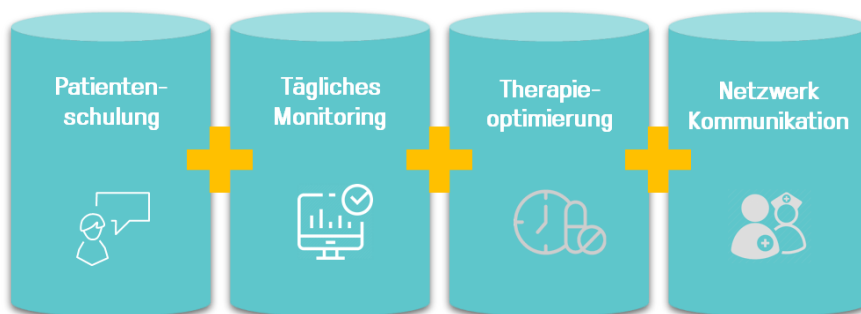 Patienten-
schulung
Tägliches
Monitoring
Therapie-
optimierung
Netzwerk
Kommunikation